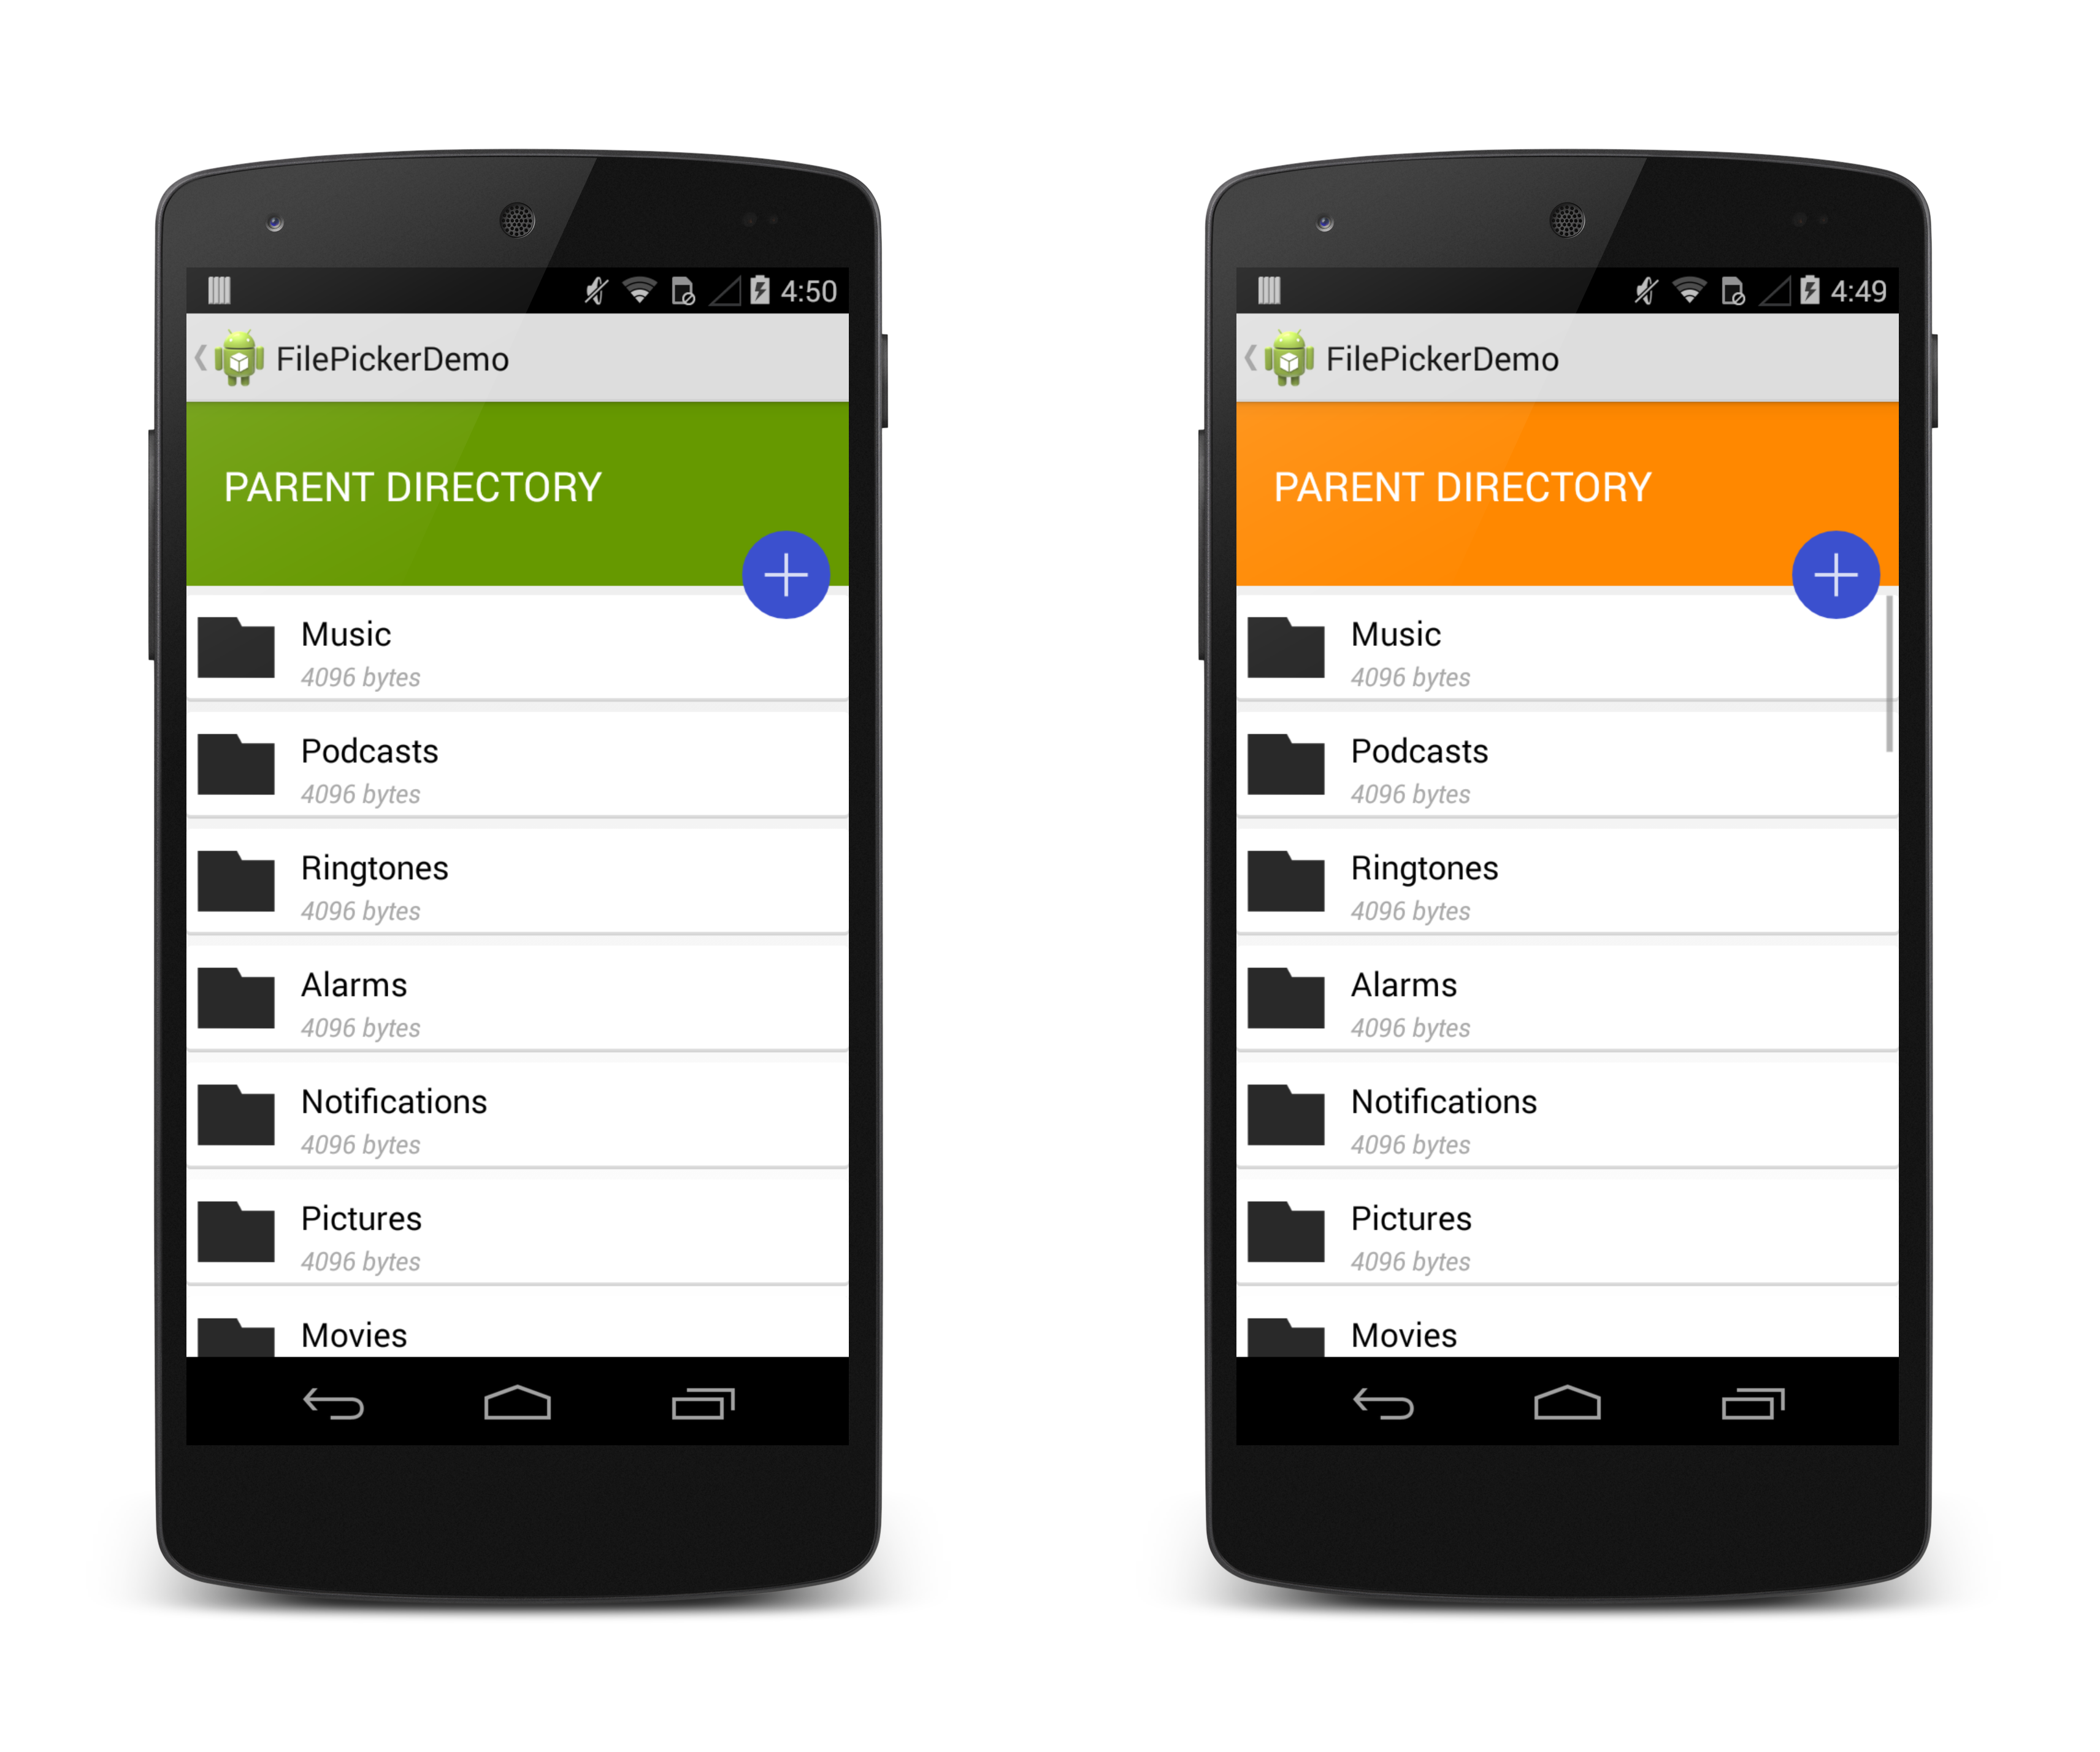 4:50
FilePickerDemo
PARENT DIRECTORY
Music
4096 bytes
Podcasts
4096 bytes
Ringtones
4096 bytes
Alarms
4096 bytes
Notifications
4096 bytes
Pictures
4096 bytes
Movies
4:49
FilePickerDemo
PARENT DIRECTORY
Music
4096 bytes
Podcasts
4096 bytes
Ringtones
4096 bytes
Alarms
4096 bytes
Notifications
4096 bytes
Pictures
4096 bytes
Movies